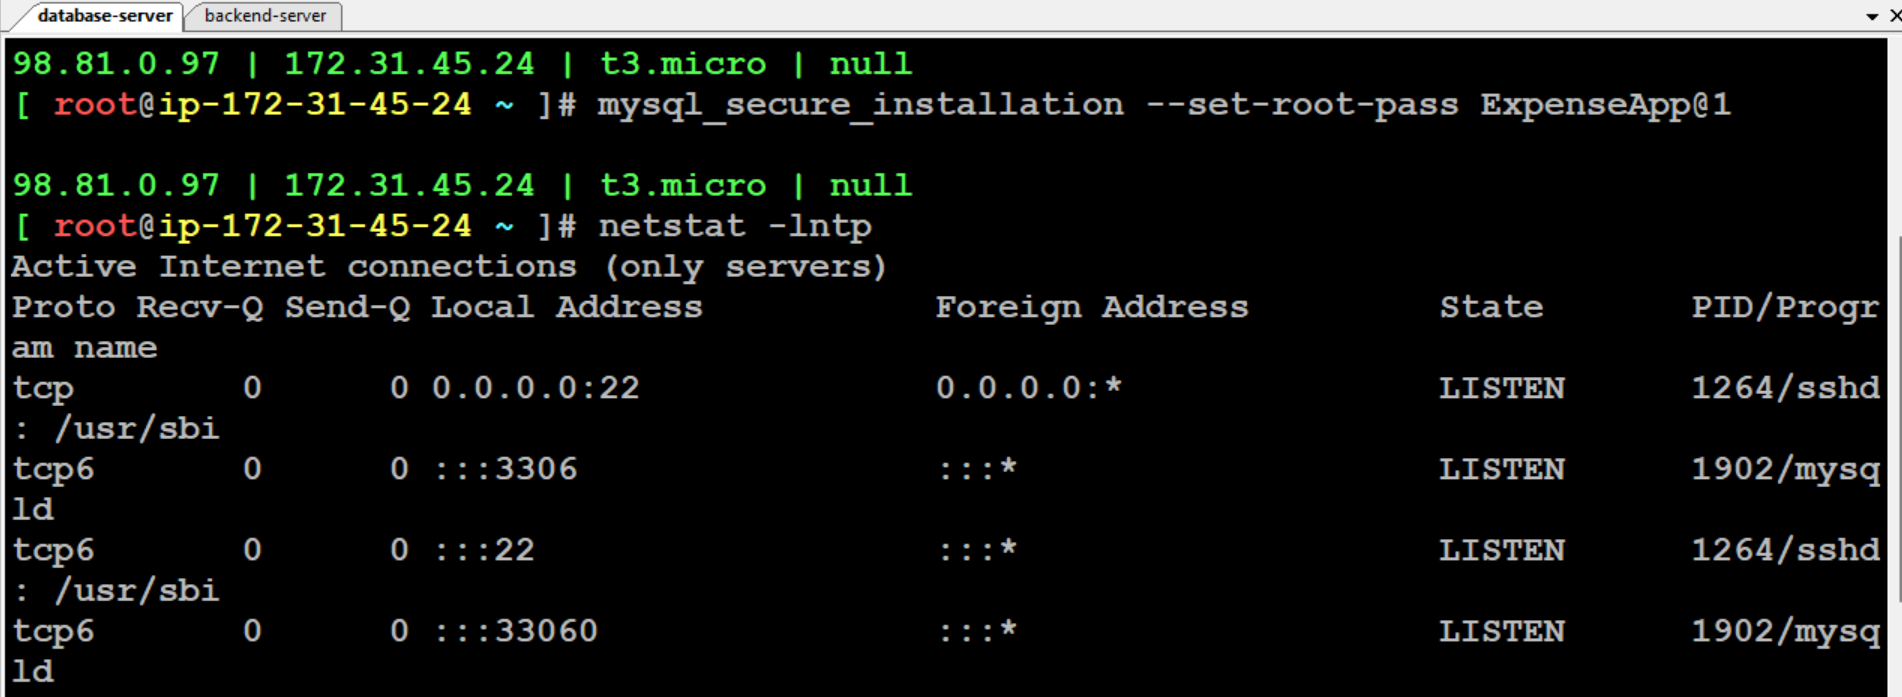 database-server backend-server
98.81.0.97 | 172.31.45.24 | t3.micro | null
[ root@ip-172-31-45-24 ~ ]# mysql_secure_installation --set-root-pass ExpenseApp@1
98.81.0.97 | 172.31.45.24 | t3.micro | null
[ root@ip-172-31-45-24 ~ ]# netstat -lntp
Active Internet connections (only servers)
Proto Recv-Q Send-Q Local Address           Foreign Address         State       PID/Progr
am name
tcp        0      0 0.0.0.0:22              0.0.0.0:*               LISTEN      1264/sshd
: /usr/sbi
tcp6       0      0 :::3306                 :::*                    LISTEN      1902/mysq
ld
tcp6       0      0 :::22                   :::*                    LISTEN      1264/sshd
: /usr/sbi
tcp6       0      0 :::33060                :::*                    LISTEN      1902/mysq
ld